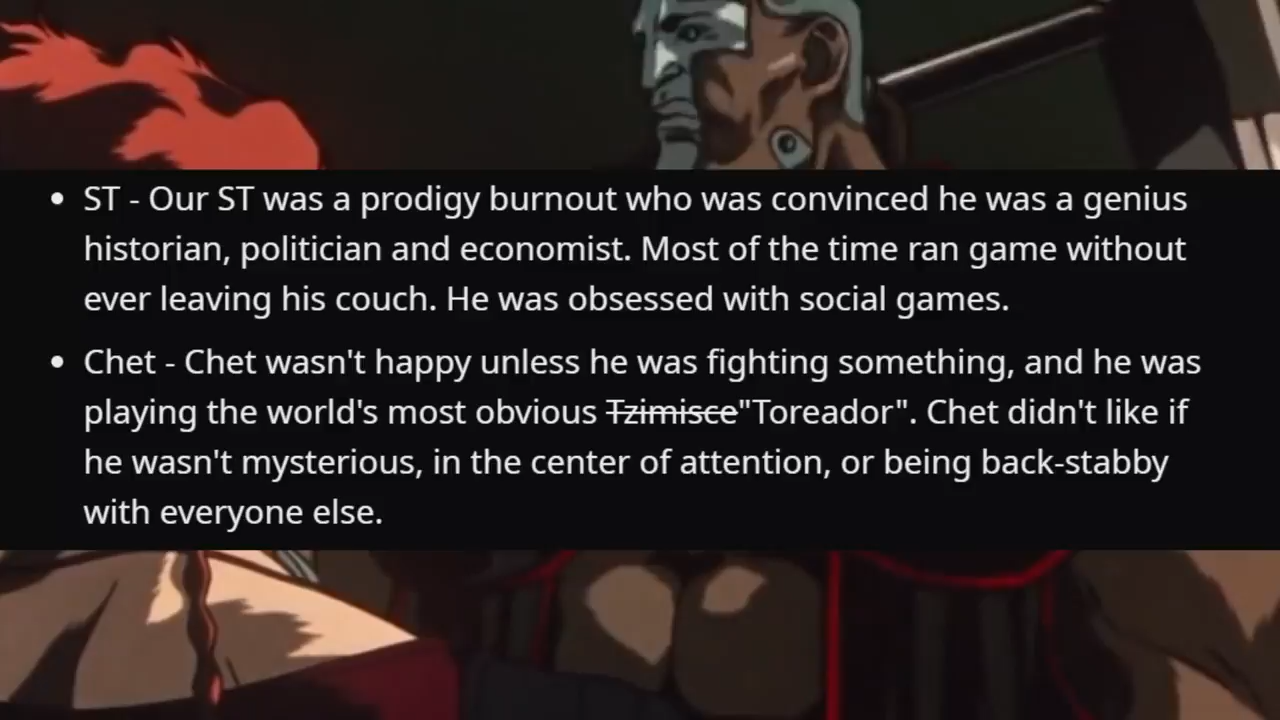 • ST - Our ST was a prodigy burnout who was convinced he was a genius
historian, politician and economist. Most of the time ran game without
ever leaving his couch. He was obsessed with social games.
• Chet - Chet wasn't happy unless he was fighting something, and he was
playing the world's most obvious Tzimisce"Toreador". Chet didn't like if
he wasn't mysterious, in the center of attention, or being back-stabby
with everyone else.